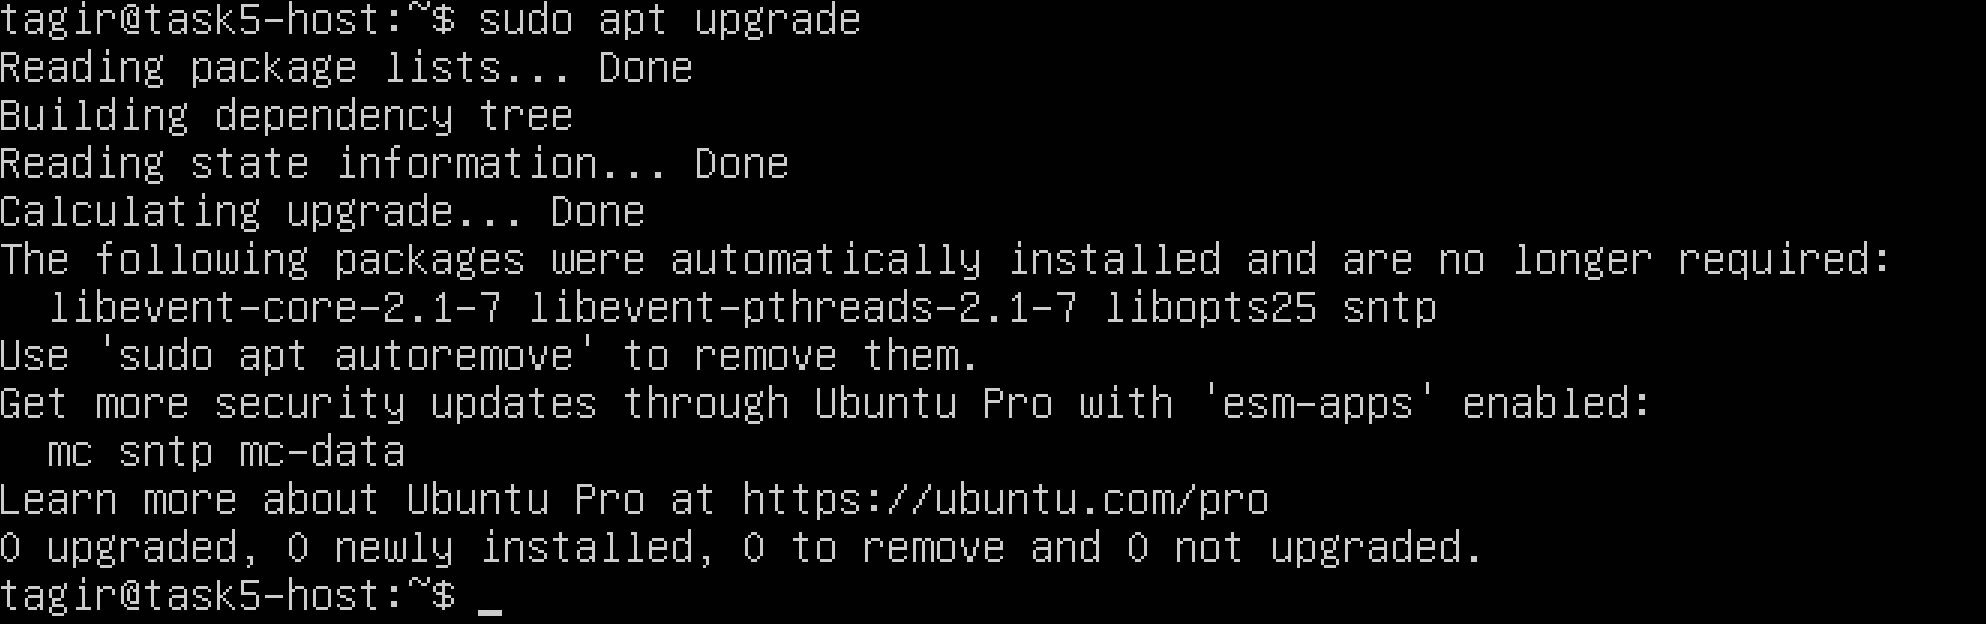 tagir@task5-host:~$ sudo apt upgrade
Reading package lists... Done
Building dependency tree
Reading state information... Done
Calculating upgrade... Done
The following packages were automatically installed and are no longer required:
  libevent-core-2.1-7 libevent-pthreads-2.1-7 libopts25 sntp
Use 'sudo apt autoremove' to remove them.
Get more security updates through Ubuntu Pro with 'esm-apps' enabled:
  mc sntp mc-data
Learn more about Ubuntu Pro at https://ubuntu.com/pro
0 upgraded, 0 newly installed, 0 to remove and 0 not upgraded.
tagir@task5-host:~$ _